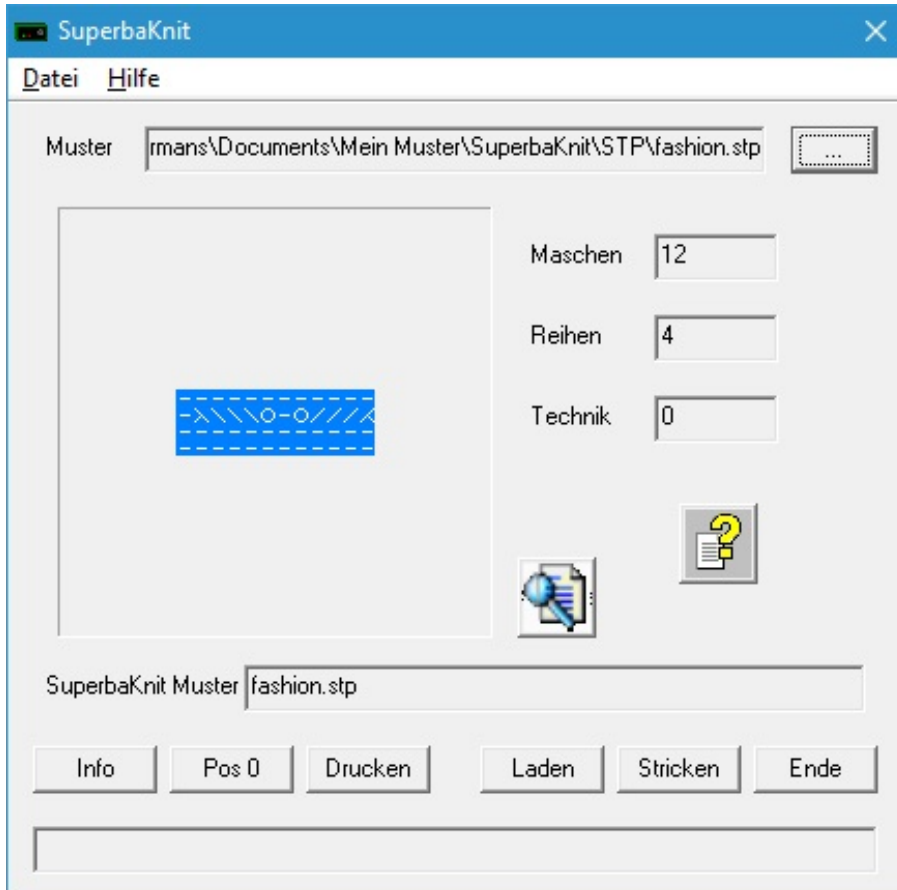 SuperbaKnit
Datei Hilfe
Muster rmans\Documents\Mein Muster\SuperbaKnit\STP\fashion.stp ...
Maschen 12
Reihen 4
Technik 0
SuperbaKnit Muster fashion.stp
Info Pos 0 Drucken Laden Stricken Ende